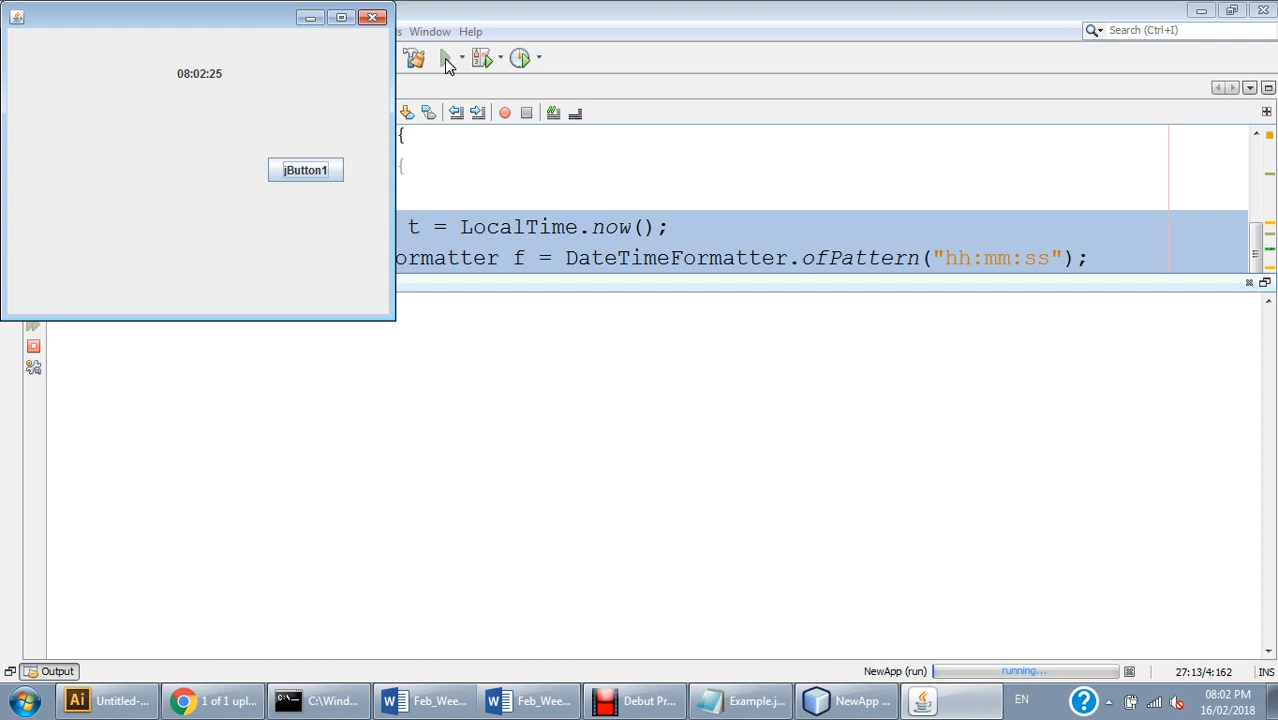 s Window Help
Search (Ctrl+I)
08:02:25
jButton1
{
{
t = LocalTime.now();
ormatter f = DateTimeFormatter.ofPattern("hh:mm:ss");
Output
NewApp (run)
running...
27:13/4:162
INS
Untitled-...
1 of 1 upl...
C:\Wind...
Feb_Wee...
Feb_Wee...
Debut Pr...
Example.j...
NewApp ...
EN
08:02 PM
16/02/2018